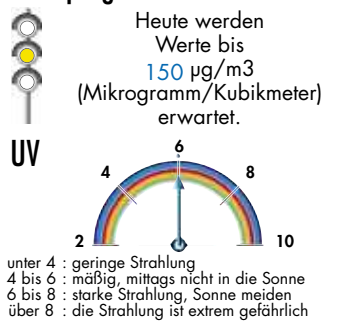 Heute werden
Werte bis
150 µg/m3
(Mikrogramm/Kubikmeter)
erwartet.
UV
2 4 6 8 10
unter 4 : geringe Strahlung
4 bis 6 : mäßig, mittags nicht in die Sonne
6 bis 8 : starke Strahlung, Sonne meiden
über 8 : die Strahlung ist extrem gefährlich